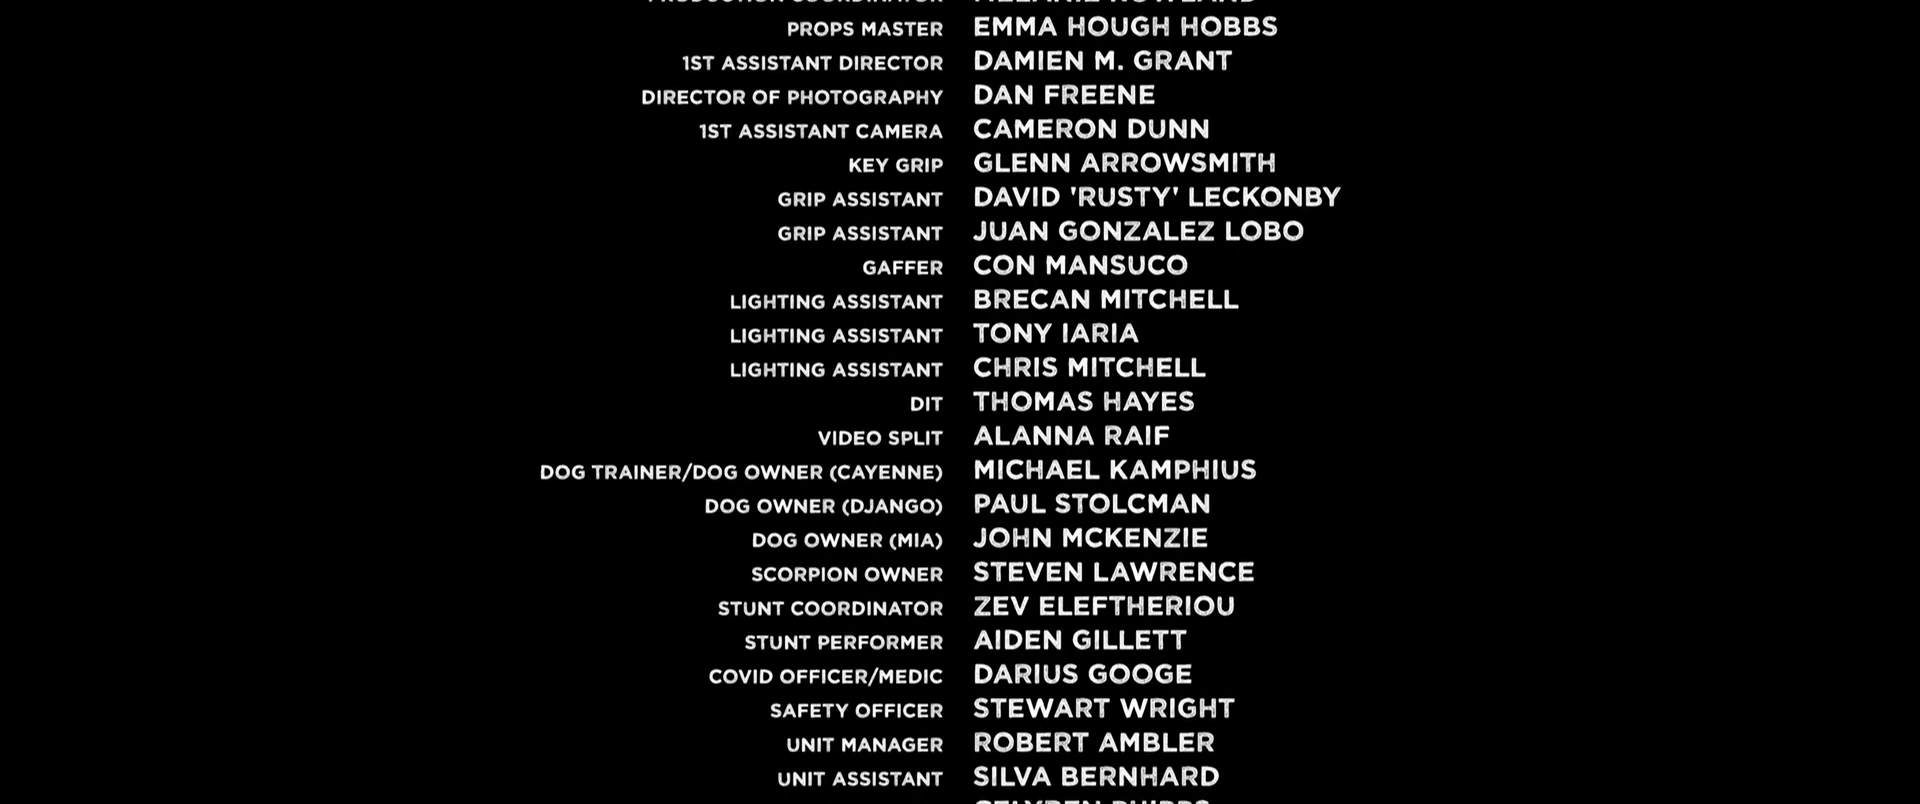 PRODUCTION COORDINATOR MELANIE ROWLAND
PROPS MASTER EMMA HOUGH HOBBS
1ST ASSISTANT DIRECTOR DAMIEN M. GRANT
DIRECTOR OF PHOTOGRAPHY DAN FREENE
1ST ASSISTANT CAMERA CAMERON DUNN
KEY GRIP GLENN ARROWSMITH
GRIP ASSISTANT DAVID 'RUSTY' LECKONBY
GRIP ASSISTANT JUAN GONZALEZ LOBO
GAFFER CON MANSUCO
LIGHTING ASSISTANT BRECAN MITCHELL
LIGHTING ASSISTANT TONY IARIA
LIGHTING ASSISTANT CHRIS MITCHELL
DIT THOMAS HAYES
VIDEO SPLIT ALANNA RAIF
DOG TRAINER/DOG OWNER (CAYENNE) MICHAEL KAMPHIUS
DOG OWNER (DJANGO) PAUL STOLCMAN
DOG OWNER (MIA) JOHN MCKENZIE
SCORPION OWNER STEVEN LAWRENCE
STUNT COORDINATOR ZEV ELEFTHERIOU
STUNT PERFORMER AIDEN GILLETT
COVID OFFICER/MEDIC DARIUS GOOGE
SAFETY OFFICER STEWART WRIGHT
UNIT MANAGER ROBERT AMBLER
UNIT ASSISTANT SILVA BERNHARD